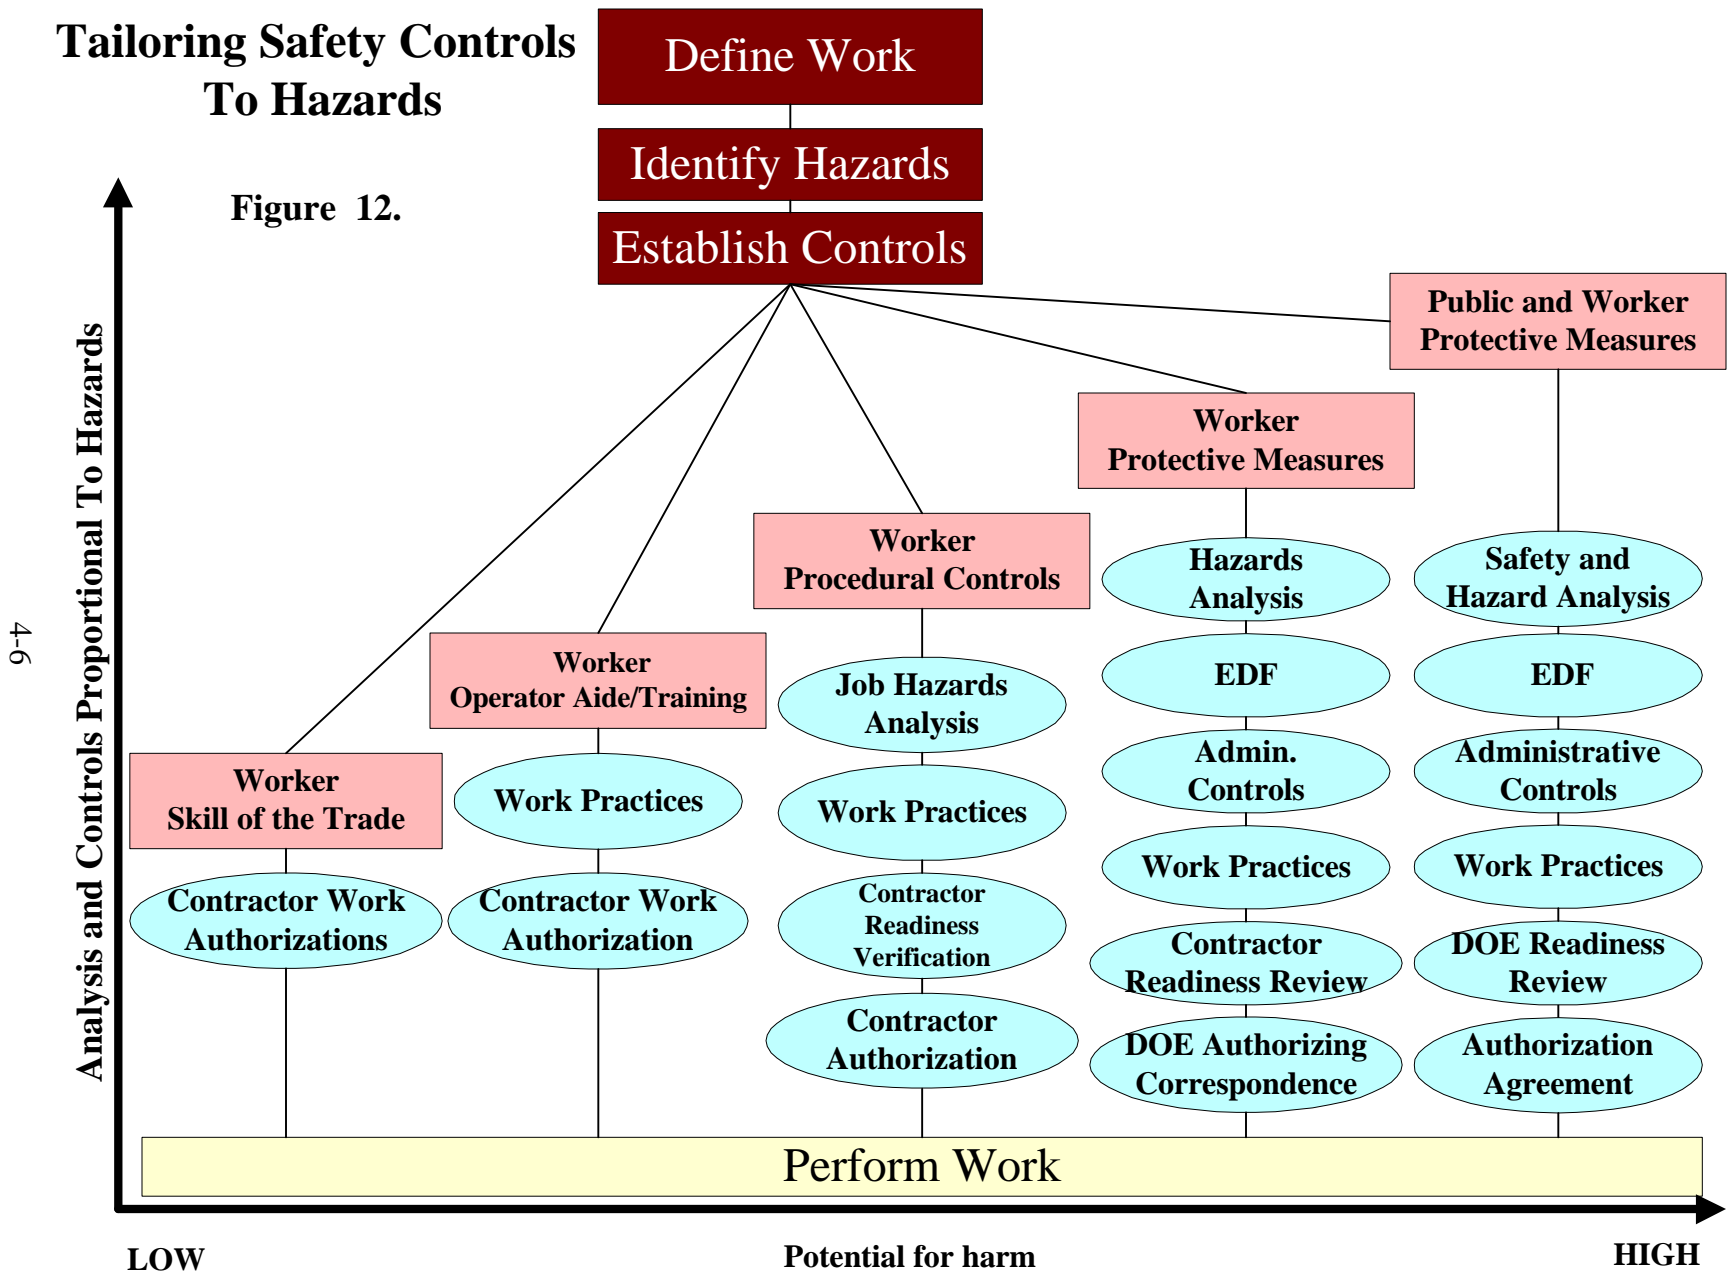 Tailoring Safety Controls
To Hazards
Figure 12.
Define Work
Identify Hazards
Establish Controls
Analysis and Controls Proportional To Hazards
4-6
Worker
Skill of the Trade
Contractor Work
Authorizations
Worker
Operator Aide/Training
Work Practices
Contractor Work
Authorization
Worker
Procedural Controls
Job Hazards
Analysis
Work Practices
Contractor
Readiness
Verification
Contractor
Authorization
Worker
Protective Measures
Hazards
Analysis
EDF
Admin.
Controls
Work Practices
Contractor
Readiness Review
DOE Authorizing
Correspondence
Public and Worker
Protective Measures
Safety and
Hazard Analysis
EDF
Administrative
Controls
Work Practices
DOE Readiness
Review
Authorization
Agreement
Perform Work
LOW
Potential for harm
HIGH